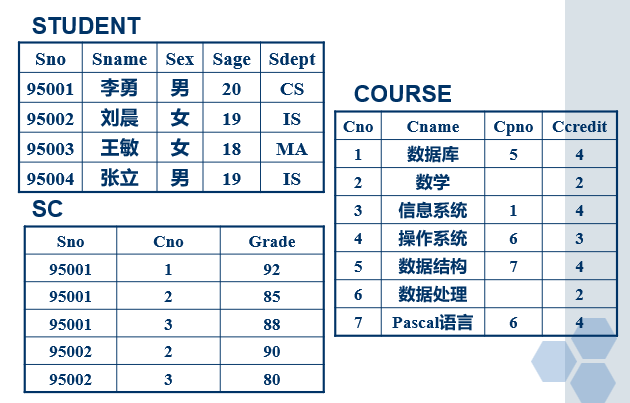 STUDENT
Sno Sname Sex Sage Sdept
95001 李勇 男 20 CS
95002 刘晨 女 19 IS
95003 王敏 女 18 MA
95004 张立 男 19 IS
SC
Sno Cno Grade
95001 1 92
95001 2 85
95001 3 88
95002 2 90
95002 3 80
COURSE
Cno Cname Cpno Ccredit
1 数据库 5 4
2 数学 2
3 信息系统 1 4
4 操作系统 6 3
5 数据结构 7 4
6 数据处理 2
7 Pascal语言 6 4